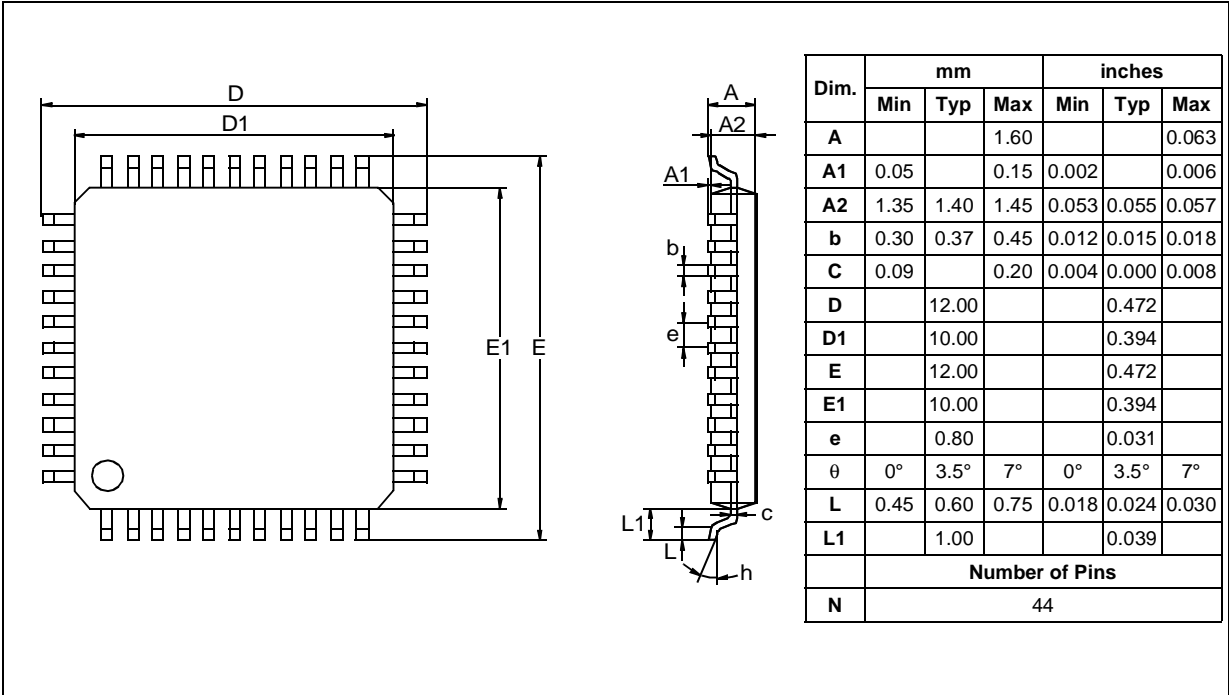 D
D1
A
A2
A1
b
e
E1
E
L1
L
c
h
Dim. mm inches
Min Typ Max Min Typ Max
A 1.60 0.063
A1 0.05 0.15 0.002 0.006
A2 1.35 1.40 1.45 0.053 0.055 0.057
b 0.30 0.37 0.45 0.012 0.015 0.018
C 0.09 0.20 0.004 0.000 0.008
D 12.00 0.472
D1 10.00 0.394
E 12.00 0.472
E1 10.00 0.394
e 0.80 0.031
θ 0° 3.5° 7° 0° 3.5° 7°
L 0.45 0.60 0.75 0.018 0.024 0.030
L1 1.00 0.039
Number of Pins
N 44